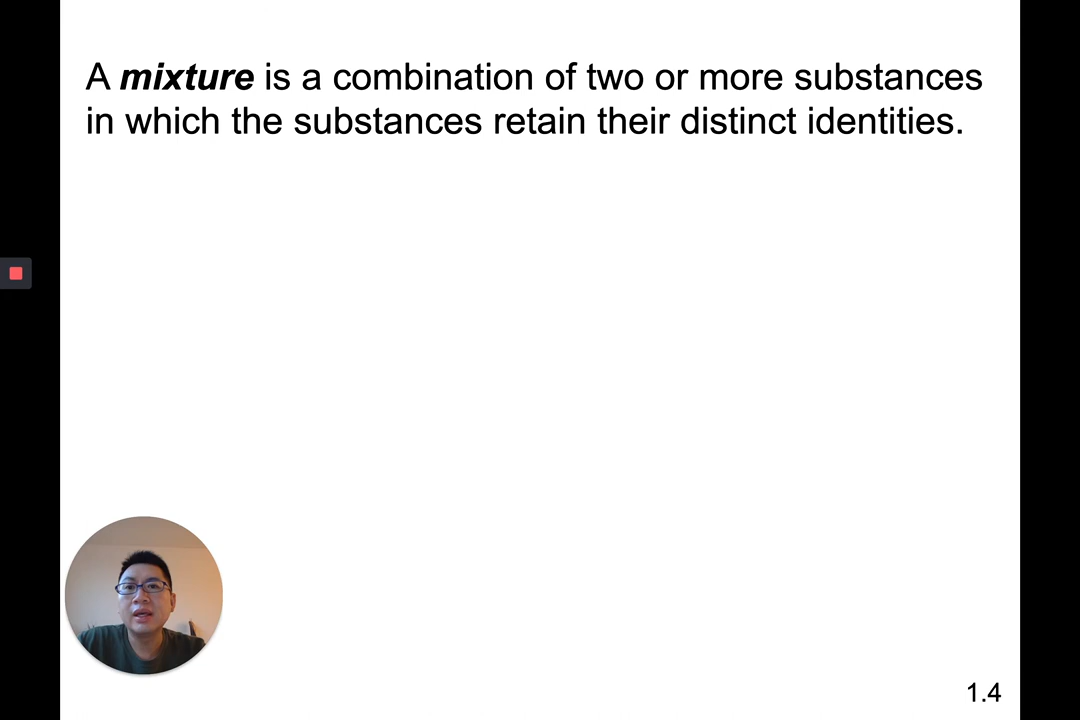 A mixture is a combination of two or more substances
in which the substances retain their distinct identities.
1.4